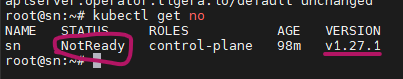 apiserver.operator.tigera.io/default unchanged
root@sn:~# kubectl get no
NAME STATUS ROLES AGE VERSION
sn NotReady control-plane 98m v1.27.1
root@sn:~#